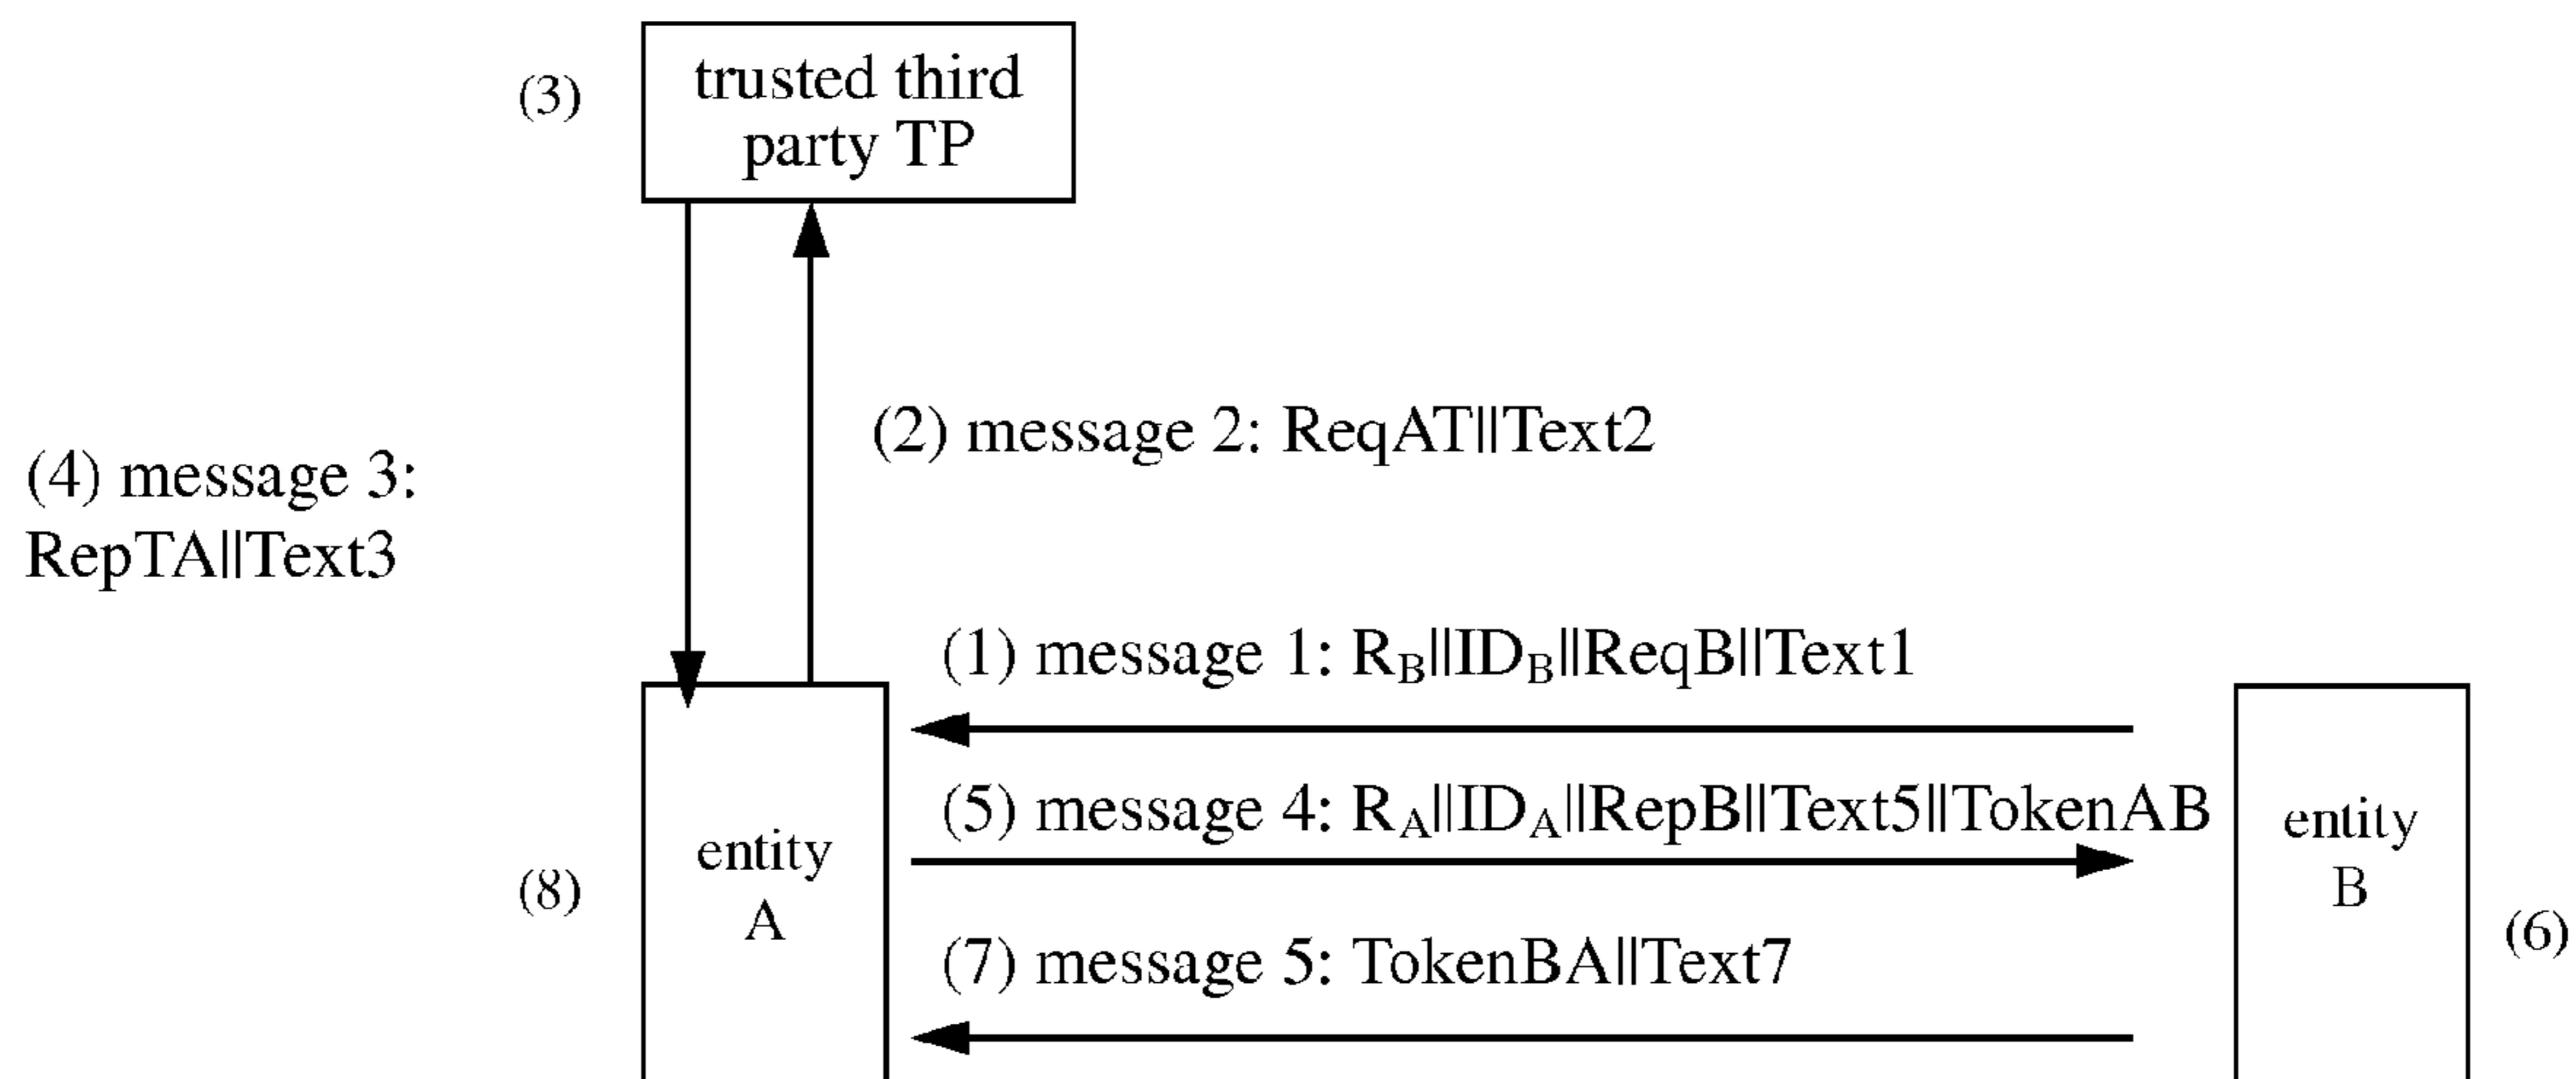 (3)
trusted third
party TP
(2) message 2: ReqAT||Text2
(4) message 3:
RepTA||Text3
(1) message 1: R_B||ID_B||ReqB||Text1
(5) message 4: R_A||ID_A||RepB||Text5||TokenAB
entity
B
entity
A
(8)
(6)
(7) message 5: TokenBA||Text7